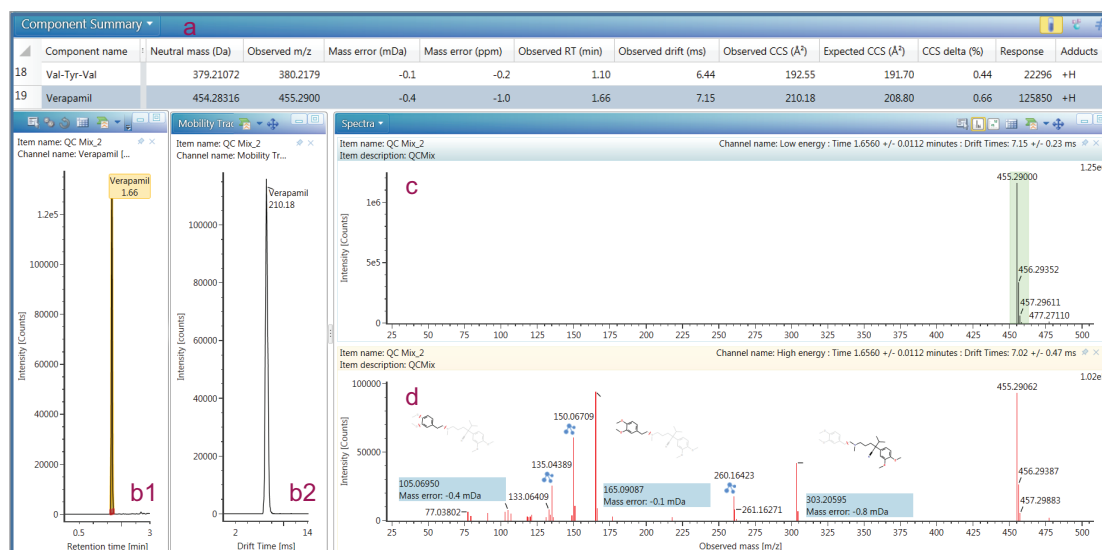 Component Summary
a
Component name Neutral mass (Da) Observed m/z Mass error (mDa) Mass error (ppm) Observed RT (min) Observed drift (ms) Observed CCS (Å²) Expected CCS (Å²) CCS delta (%) Response Adducts
18 Val-Tyr-Val 379.21072 380.2179 -0.1 -0.2 1.10 6.44 192.55 191.70 0.44 22296 +H
19 Verapamil 454.28316 455.2900 -0.4 -1.0 1.66 7.15 210.18 208.80 0.66 125850 +H
Item name: QC Mix_2
Channel name: Verapamil [...
Verapamil
1.66
Intensity [Counts]
1.2e5
100000
80000
60000
40000
20000
0
b1
0.5 3
Retention time [min]
Mobility Trac
Item name: QC Mix_2
Channel name: Mobility Tr...
Verapamil
210.18
Intensity [Counts]
100000
80000
60000
40000
20000
0
b2
2 14
Drift Time [ms]
Spectra
Item name: QC Mix_2 Channel name: Low energy : Time 1.6560 +/- 0.0112 minutes : Drift Times: 7.15 +/- 0.23 ms
Item description: QCMix
1.25e
c
455.29000
456.29352
457.29611
477.27110
Intensity [Counts]
1e6
5e5
0
25 50 75 100 125 150 175 200 225 250 275 300 325 350 375 400 425 450 475 500
Item name: QC Mix_2 Channel name: High energy : Time 1.6560 +/- 0.0112 minutes : Drift Times: 7.02 +/- 0.47 ms
Item description: QCMix
1.02e
d
455.29062
150.06709
135.04389
260.16423
105.06950
Mass error: -0.4 mDa
165.09087
Mass error: -0.1 mDa
303.20595
Mass error: -0.8 mDa
456.29387
457.29883
77.03802
133.06409
261.16271
Intensity [Counts]
100000
50000
0
25 50 75 100 125 150 175 200 225 250 275 300 325 350 375 400 425 450 475 500
Observed mass [m/z]